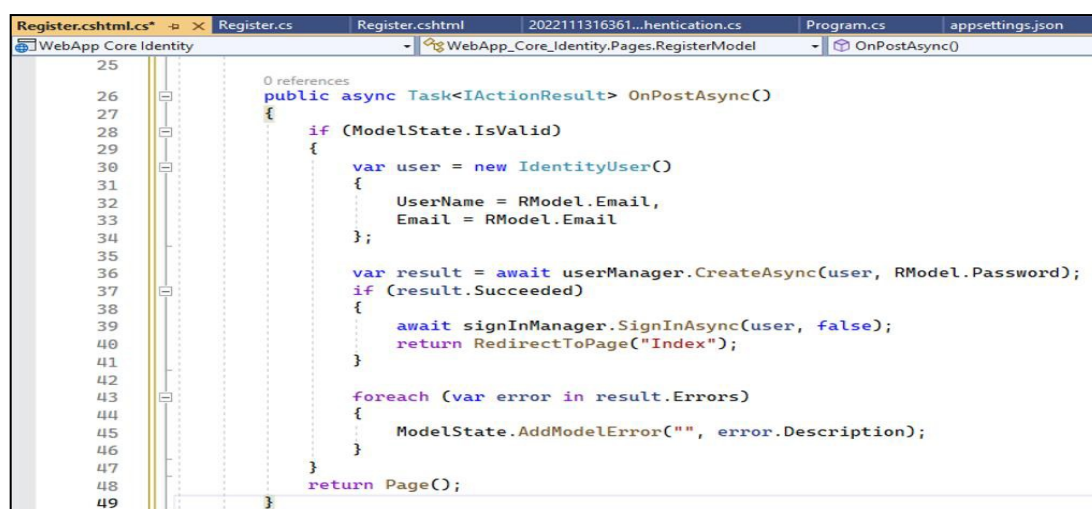 Register.cshtml.cs* Register.cs Register.cshtml 2022111316361...hentication.cs Program.cs appsettings.json
WebApp Core Identity WebApp_Core_Identity.Pages.RegisterModel OnPostAsync()
25
0 references
26 public async Task<IActionResult> OnPostAsync()
27 {
28 if (ModelState.IsValid)
29 {
30 var user = new IdentityUser()
31 {
32 UserName = RModel.Email,
33 Email = RModel.Email
34 };
35
36 var result = await userManager.CreateAsync(user, RModel.Password);
37 if (result.Succeeded)
38 {
39 await signInManager.SignInAsync(user, false);
40 return RedirectToPage("Index");
41 }
42
43 foreach (var error in result.Errors)
44 {
45 ModelState.AddModelError("", error.Description);
46 }
47 }
48 return Page();
49 }